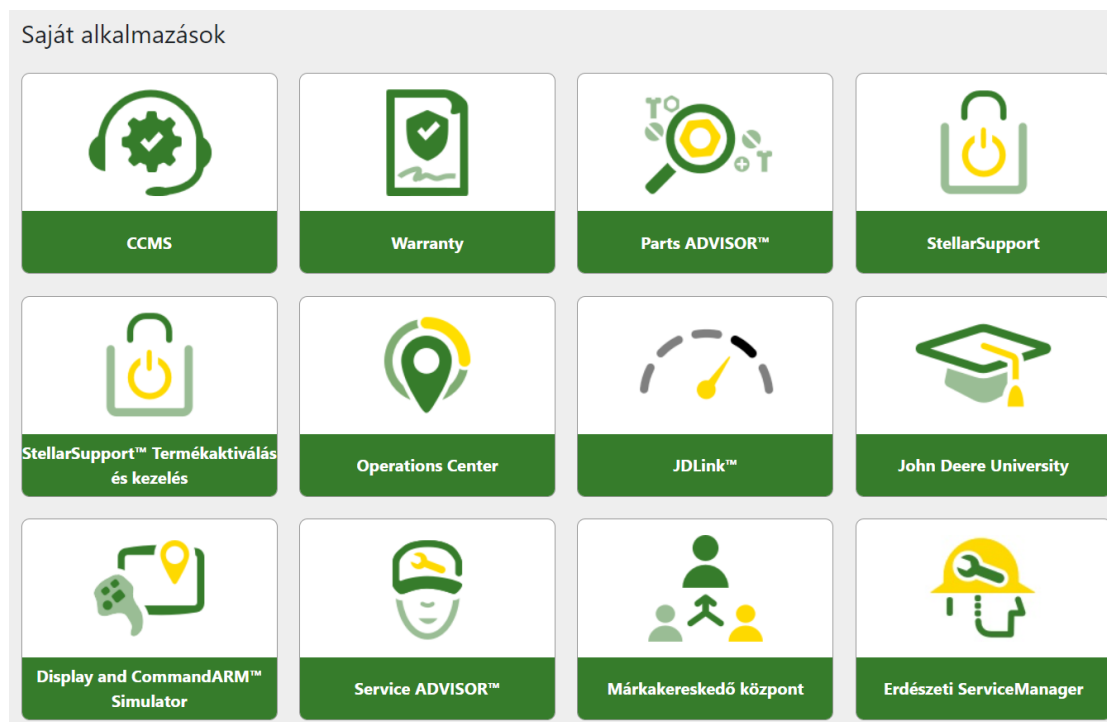 Saját alkalmazások
CCMS
Warranty
Parts ADVISOR™
StellarSupport
StellarSupport™ Termékaktiválás
és kezelés
Operations Center
JDLink™
John Deere University
Display and CommandARM™
Simulator
Service ADVISOR™
Márkakereskedő központ
Erdészeti ServiceManager